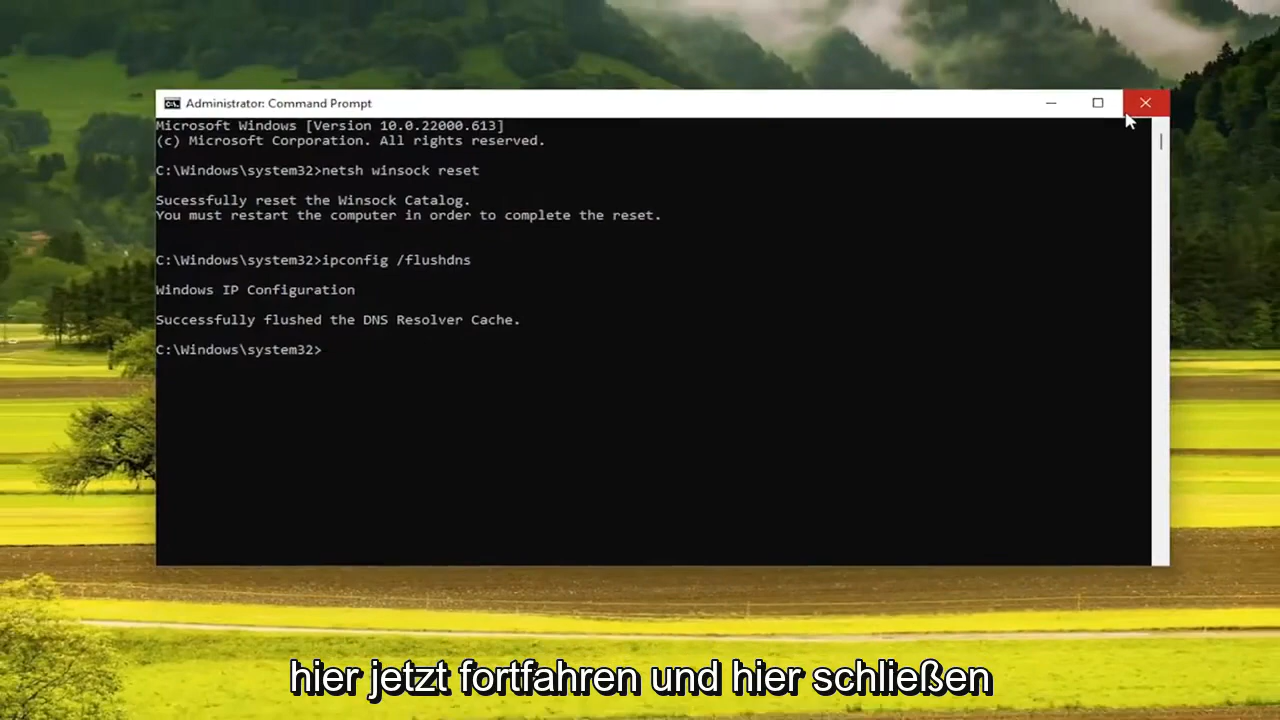 Administrator: Command Prompt
Microsoft Windows [Version 10.0.22000.613]
(c) Microsoft Corporation. All rights reserved.
C:\Windows\system32>netsh winsock reset
Sucessfully reset the Winsock Catalog.
You must restart the computer in order to complete the reset.
C:\Windows\system32>ipconfig /flushdns
Windows IP Configuration
Successfully flushed the DNS Resolver Cache.
C:\Windows\system32>
hier jetzt fortfahren und hier schließen